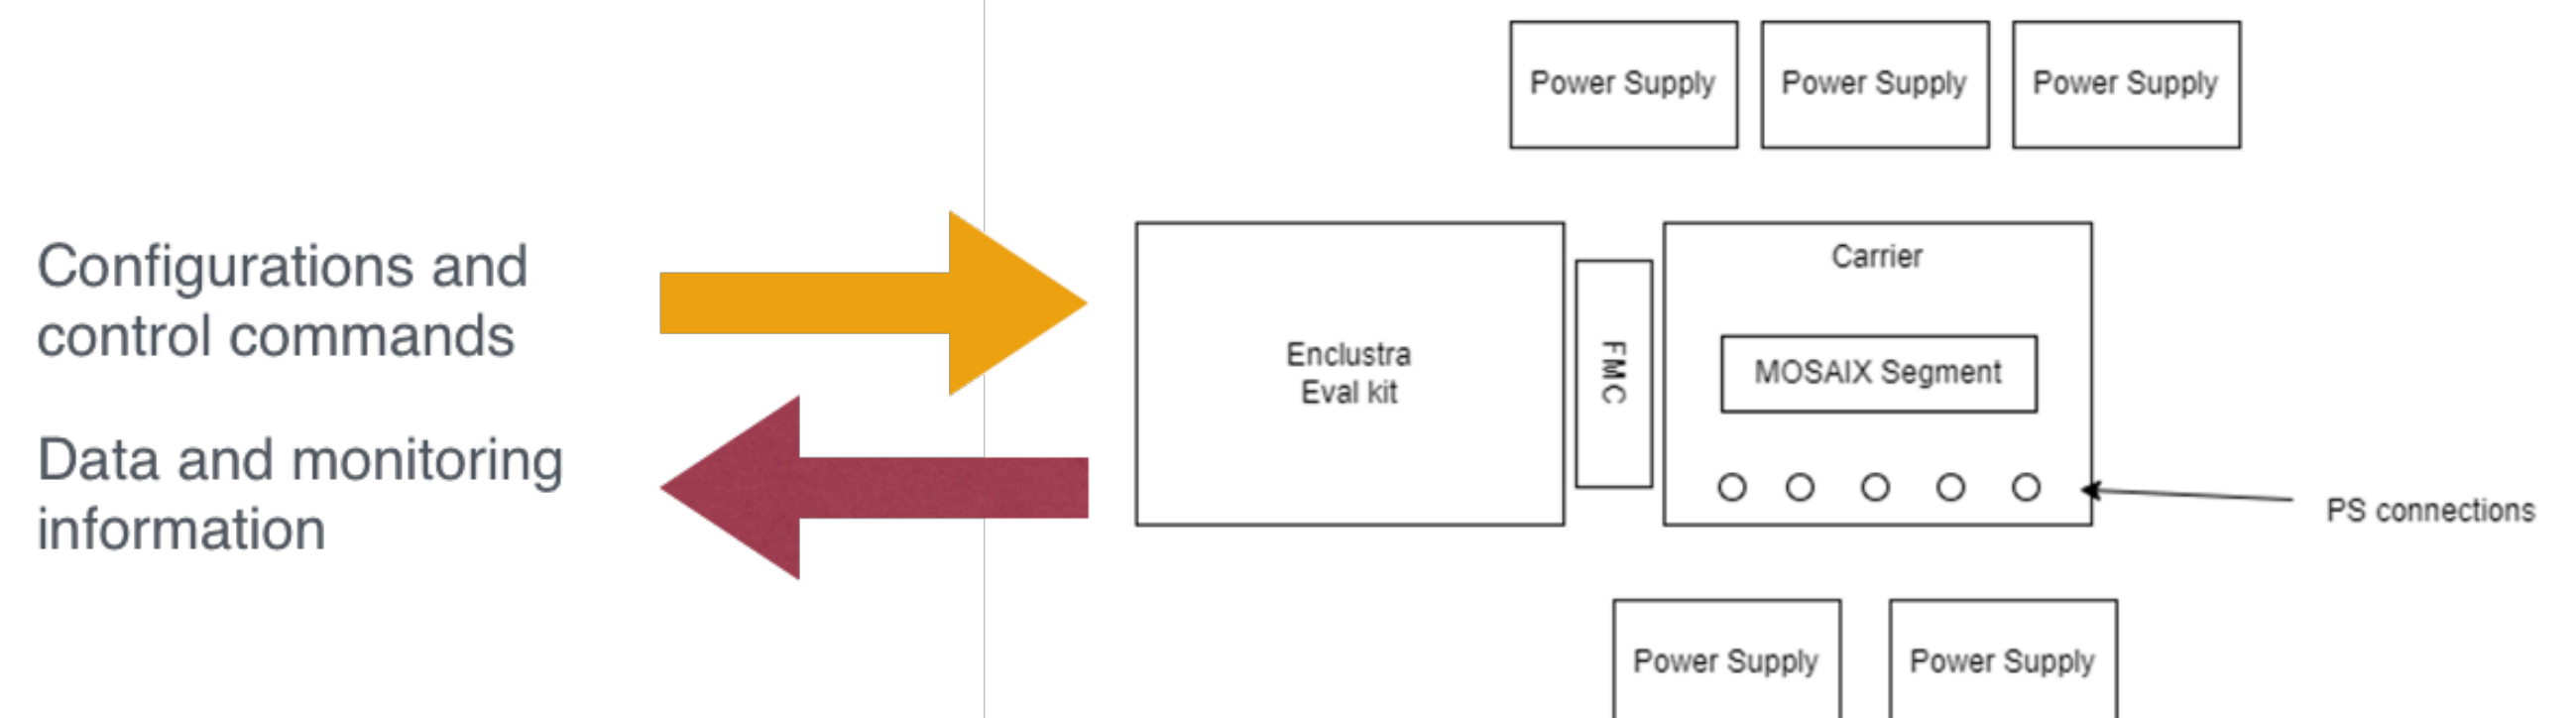 Power Supply
Power Supply
Power Supply
Configurations and
control commands
Data and monitoring
information
Enclustra
Eval kit
FMC
Carrier
MOSAIX Segment
PS connections
Power Supply
Power Supply